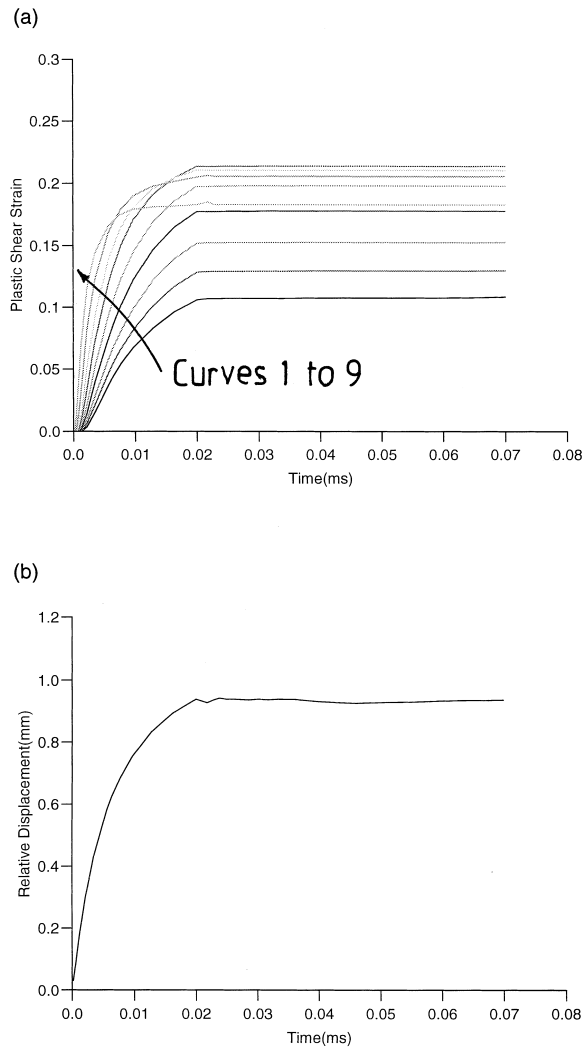 (a)
0.3
0.25
0.2
0.15
0.1
0.05
0.0
Plastic Shear Strain
Curves 1 to 9
0.0 0.01 0.02 0.03 0.04 0.05 0.06 0.07 0.08
Time(ms)
(b)
1.2
1.0
0.8
0.6
0.4
0.2
0.0
Relative Displacement(mm)
0.0 0.01 0.02 0.03 0.04 0.05 0.06 0.07 0.08
Time(ms)